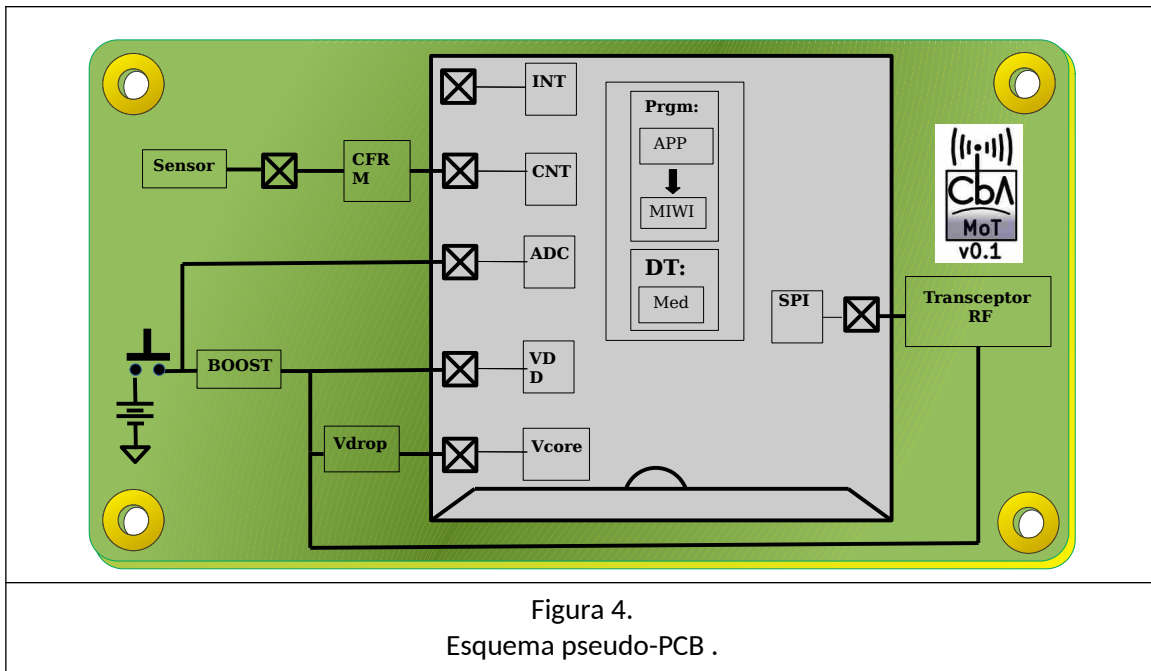 INT
Prgm:
APP
MIWI
Sensor
CFR
M
CNT
CbA
MoT
v0.1
ADC
DT:
Med
SPI
Transceptor
RF
BOOST
VD
D
Vdrop
Vcore
Figura 4.
Esquema pseudo-PCB .